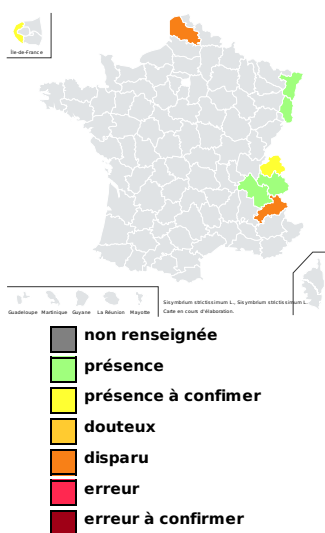 Île-de-France
Guadeloupe Martinique Guyane La Réunion Mayotte
Sisymbrium strictissimum L., Sisymbrium strictissimum L.
Carte en cours d'élaboration.
non renseignée
présence
présence à confimer
douteux
disparu
erreur
erreur à confirmer